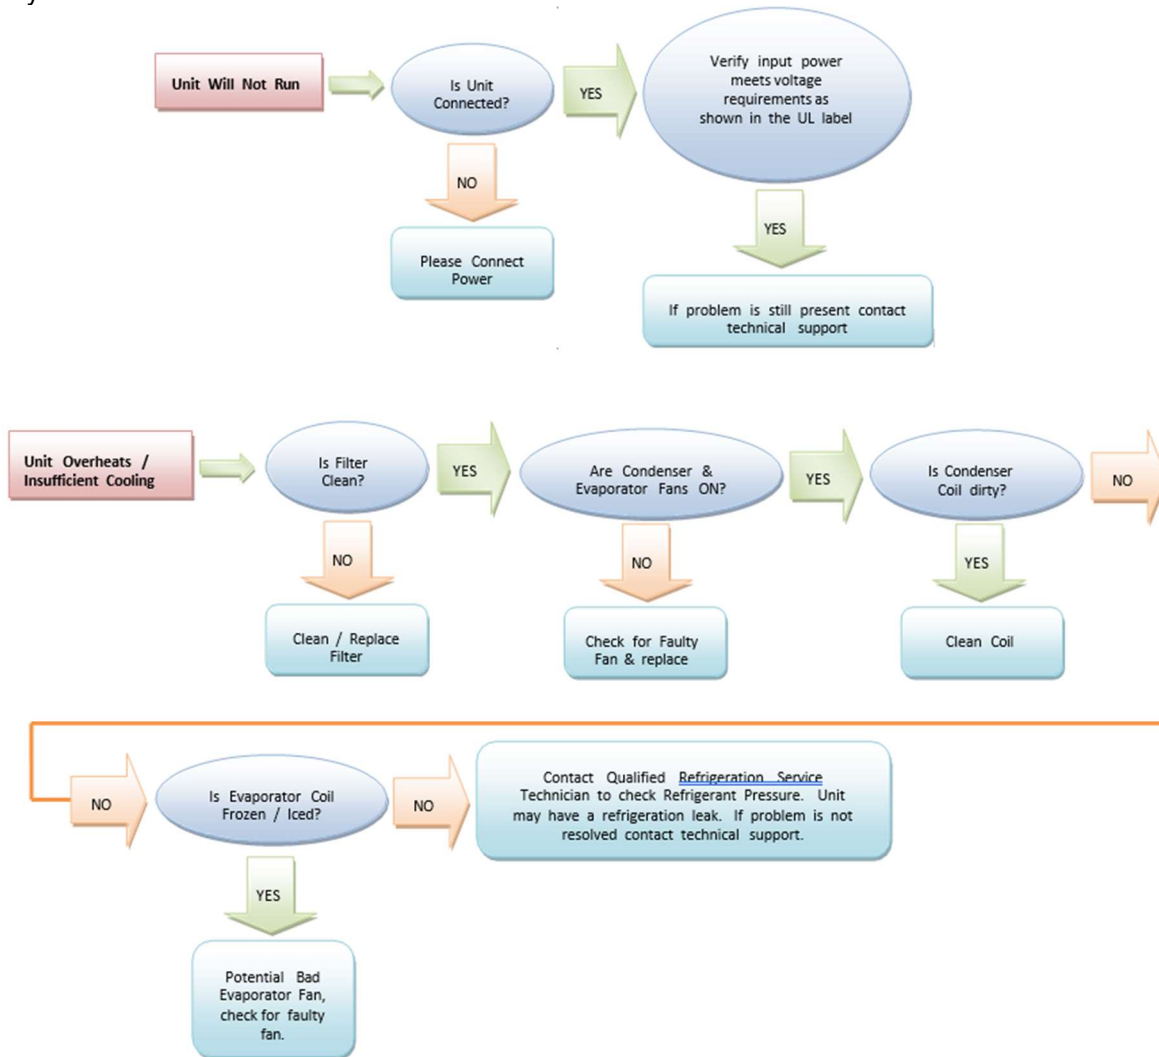 Unit Will Not Run
Is Unit
Connected?
YES
Verify input power
meets voltage
requirements as
shown in the UL label
NO
YES
Please Connect
Power
If problem is still present contact
technical support
Unit Overheats /
Insufficient Cooling
Is Filter
Clean?
YES
Are Condenser &
Evaporator Fans ON?
YES
Is Condenser
Coil dirty?
NO
NO
NO
YES
Clean / Replace
Filter
Check for Faulty
Fan & replace
Clean Coil
NO
Is Evaporator Coil
Frozen / Iced?
NO
Contact Qualified Refrigeration Service
Technician to check Refrigerant Pressure. Unit
may have a refrigeration leak. If problem is not
resolved contact technical support.
YES
Potential Bad
Evaporator Fan,
check for faulty
fan.